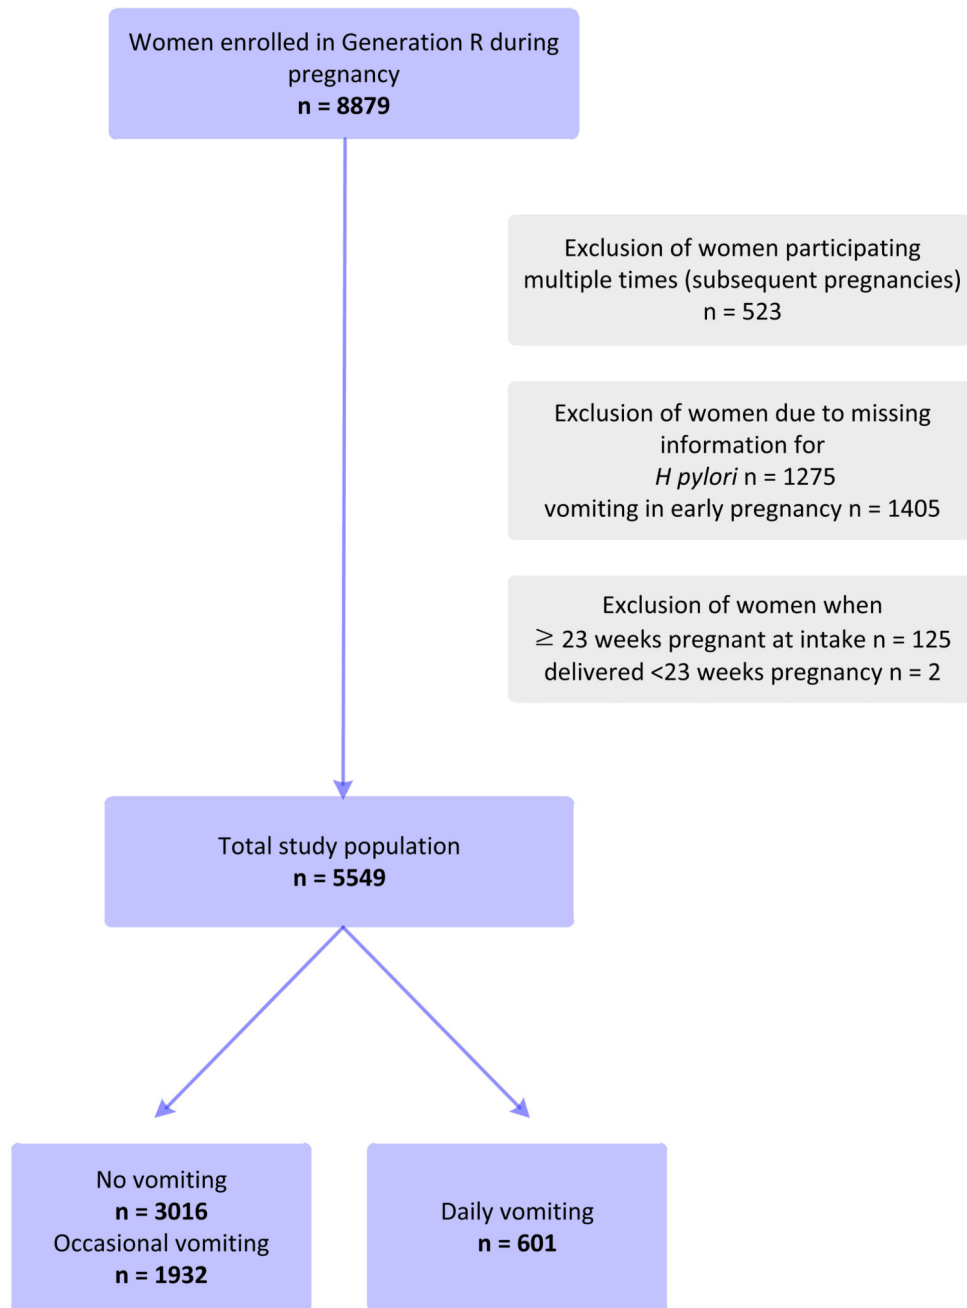 Women enrolled in Generation R during
pregnancy
n = 8879
Exclusion of women participating
multiple times (subsequent pregnancies)
n = 523
Exclusion of women due to missing
information for
H pylori n = 1275
vomiting in early pregnancy n = 1405
Exclusion of women when
≥ 23 weeks pregnant at intake n = 125
delivered <23 weeks pregnancy n = 2
Total study population
n = 5549
No vomiting
n = 3016
Occasional vomiting
n = 1932
Daily vomiting
n = 601